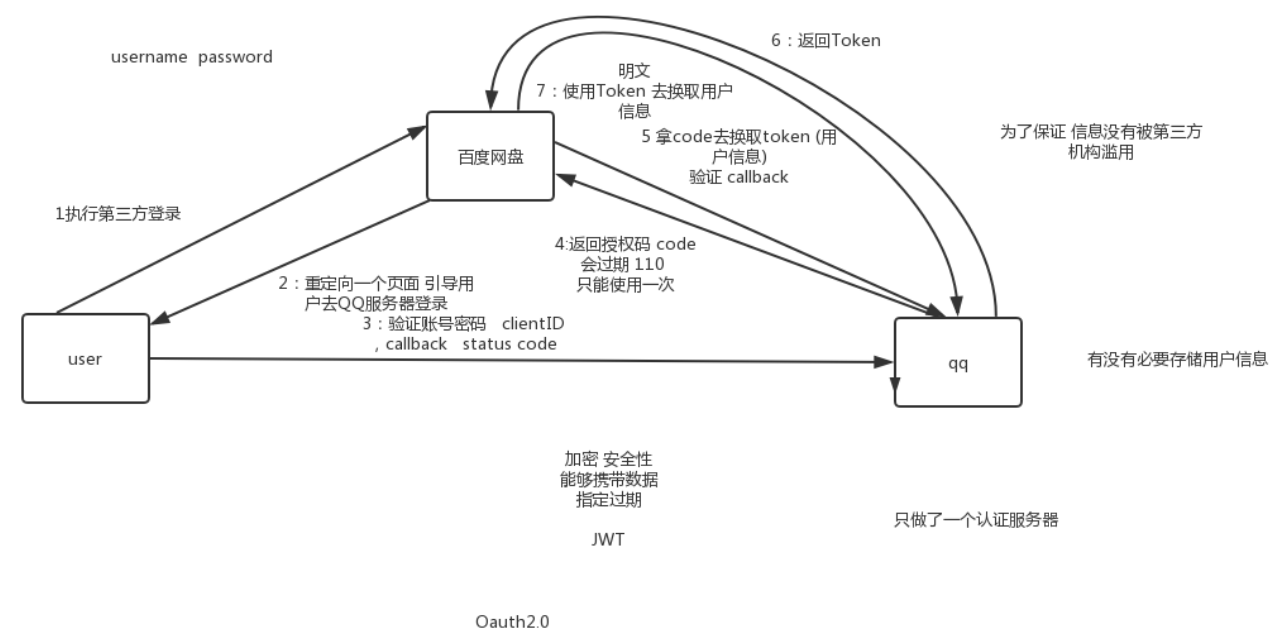 6：返回Token
username  password
明文
7：使用Token 去换取用户
信息
为了保证 信息没有被第三方
机构滥用
5 拿code去换取token (用
户信息)
验证 callback
百度网盘
1执行第三方登录
4:返回授权码 code
会过期 110
只能使用一次
2：重定向一个页面 引导用
户去QQ服务器登录
3：验证账号密码   clientID
, callback   status code
user
qq
有没有必要存储用户信息
加密 安全性
能够携带数据
指定过期
JWT
只做了一个认证服务器
Oauth2.0